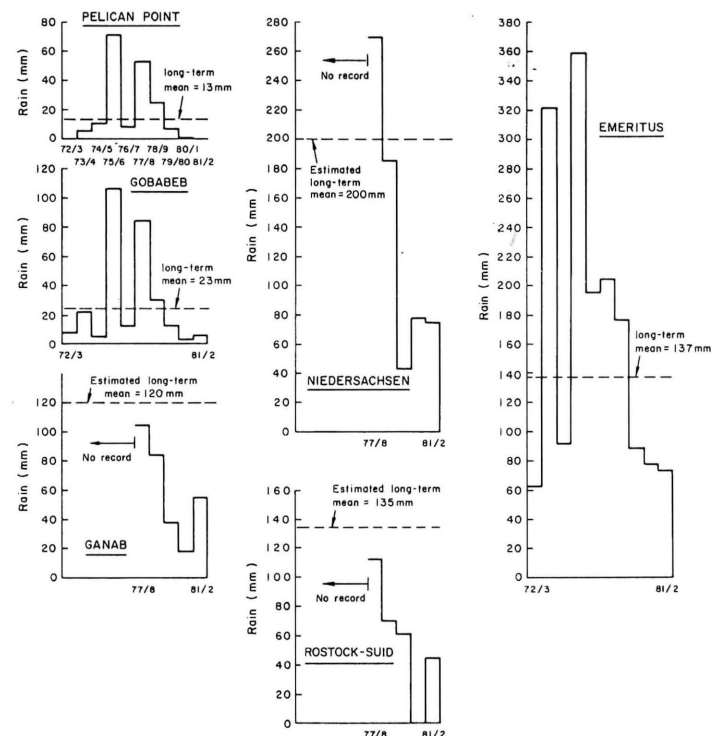 PELICAN POINT
Rain (mm)
80
60
40
20
0
long-term
mean = 13mm
72/3 74/5 76/7 78/9 80/1
73/4 75/6 77/8 79/80 81/2
GOBABEB
Rain (mm)
120
100
80
60
40
20
0
long-term
mean = 23mm
72/3 81/2
Estimated long-term
mean = 120mm
Rain (mm)
120
100
80
60
40
20
0
No record
GANAB
77/8 81/2
Rain (mm)
280
260
240
220
200
180
160
140
120
100
80
60
40
20
0
No record
Estimated
long-term
mean = 200mm
NIEDERSACHSEN
77/8 81/2
Rain (mm)
160
140
120
100
80
60
40
20
0
Estimated long-term
mean = 135mm
No record
ROSTOCK-SUID
77/8 81/2
Rain (mm)
380
360
340
320
300
280
260
240
220
200
180
160
140
120
100
80
60
40
20
0
EMERITUS
long-term
mean = 137mm
72/3 81/2